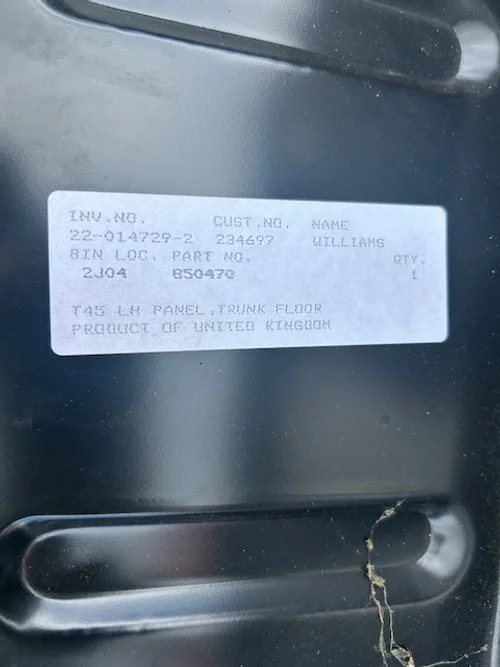 INV.NO. CUST.NO. NAME
22-014729-2 234697 WILLIAMS
BIN LOC. PART NO. QTY.
2J04 850470 1
T45 LH PANEL,TRUNK FLOOR
PRODUCT OF UNITED KINGDOM